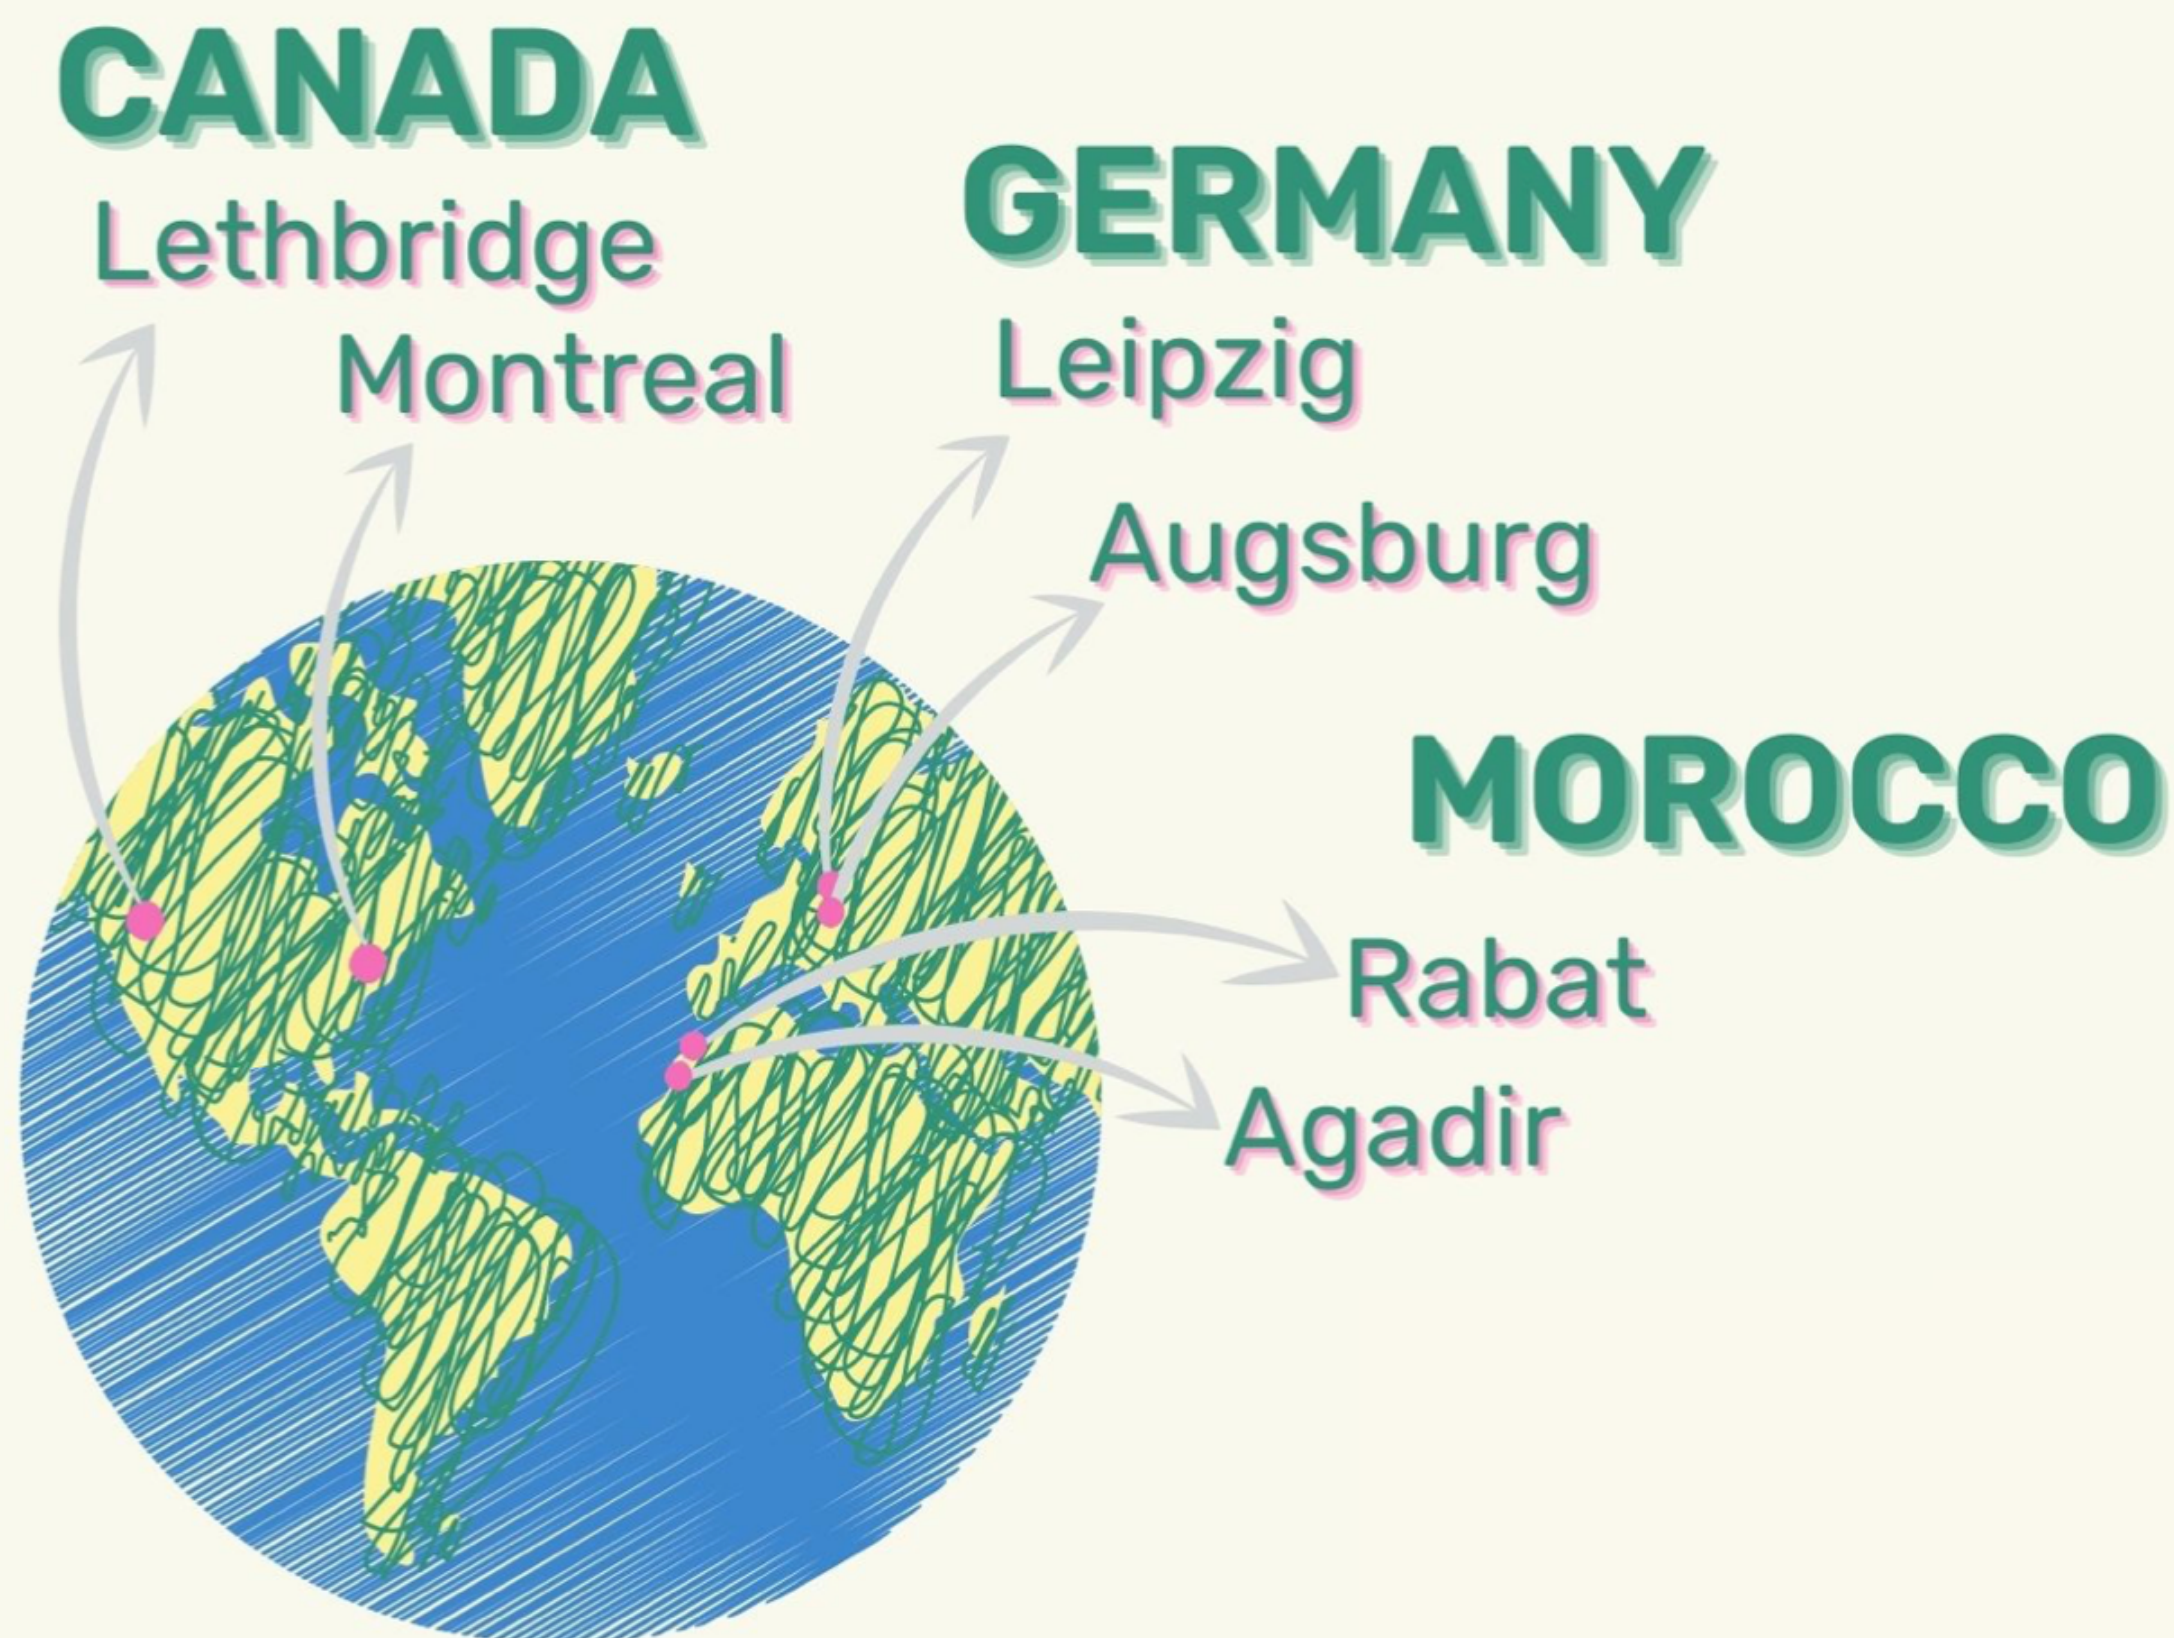 CANADA
Lethbridge
Montreal
GERMANY
Leipzig
Augsburg
MOROCCO
Rabat
Agadir